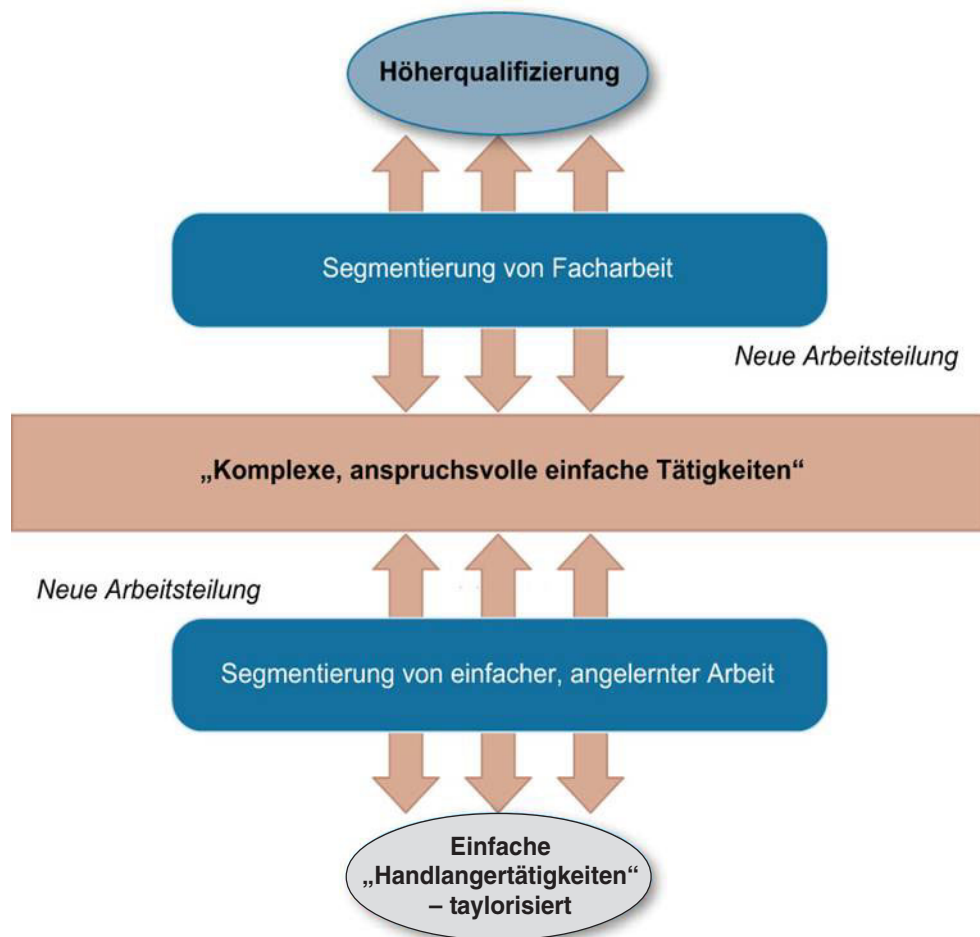 Höherqualifizierung
Segmentierung von Facharbeit
Neue Arbeitsteilung
„Komplexe, anspruchsvolle einfache Tätigkeiten“
Neue Arbeitsteilung
Segmentierung von einfacher, angelernter Arbeit
Einfache
„Handlangertätigkeiten“
– taylorisiert